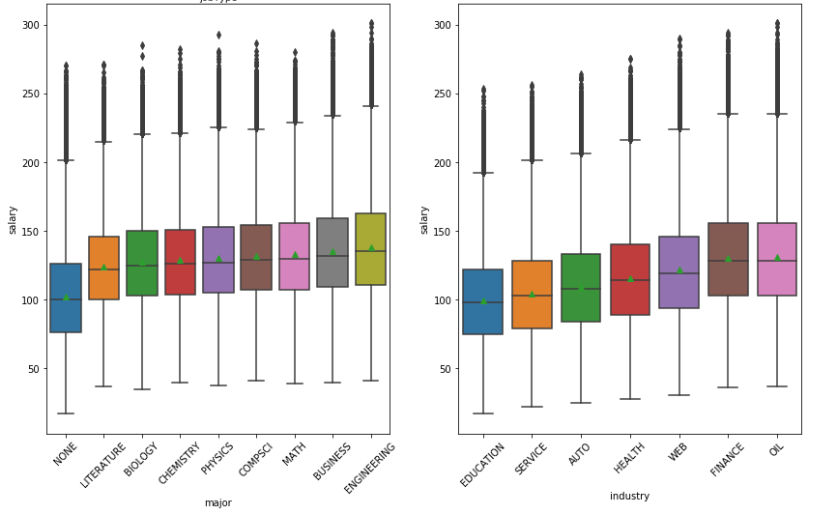 jobType
300
250
200
150
100
50
salary
NONE
LITERATURE
BIOLOGY
CHEMISTRY
PHYSICS
COMPSCI
MATH
BUSINESS
ENGINEERING
major
300
250
200
150
100
50
salary
EDUCATION
SERVICE
AUTO
HEALTH
WEB
FINANCE
OIL
industry